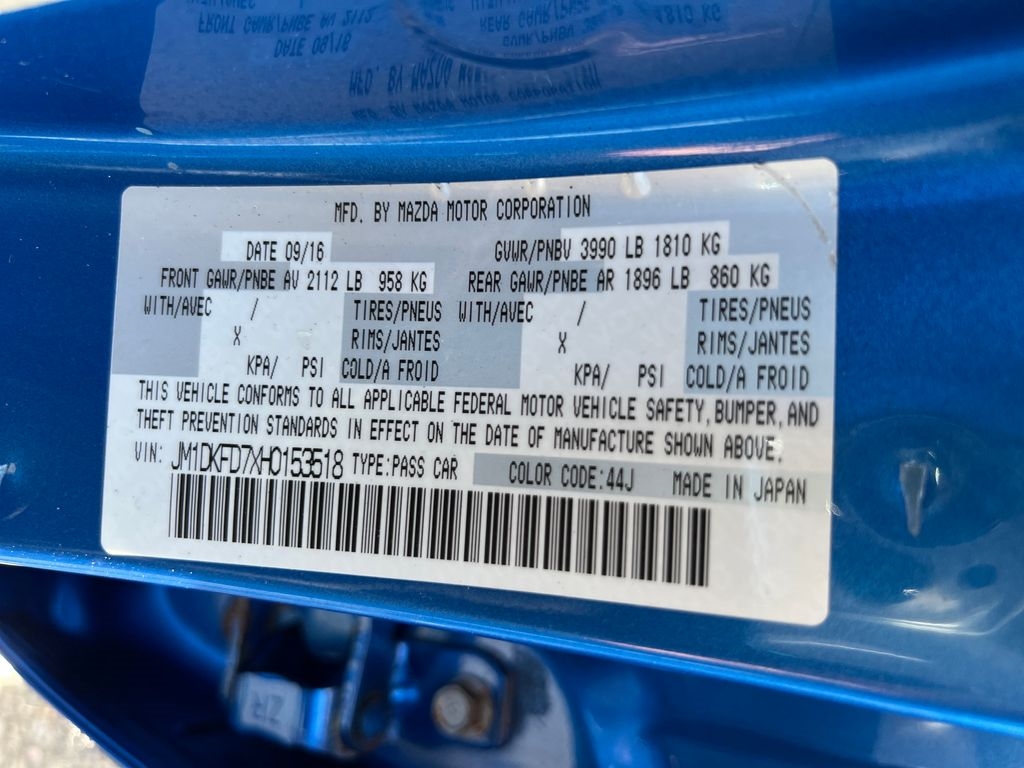 MFD. BY MAZDA MOTOR CORPORATION
DATE 09/16 GVWR/PNBV 3990 LB 1810 KG
FRONT GAWR/PNBE AV 2112 LB 958 KG REAR GAWR/PNBE AR 1896 LB 860 KG
WITH/AVEC / TIRES/PNEUS WITH/AVEC / TIRES/PNEUS
X RIMS/JANTES X RIMS/JANTES
KPA/ PSI COLD/A FROID KPA/ PSI COLD/A FROID
THIS VEHICLE CONFORMS TO ALL APPLICABLE FEDERAL MOTOR VEHICLE SAFETY, BUMPER, AND
THEFT PREVENTION STANDARDS IN EFFECT ON THE DATE OF MANUFACTURE SHOWN ABOVE.
VIN: JM1DKFD7XH0153518 TYPE:PASS CAR COLOR CODE:44J MADE IN JAPAN